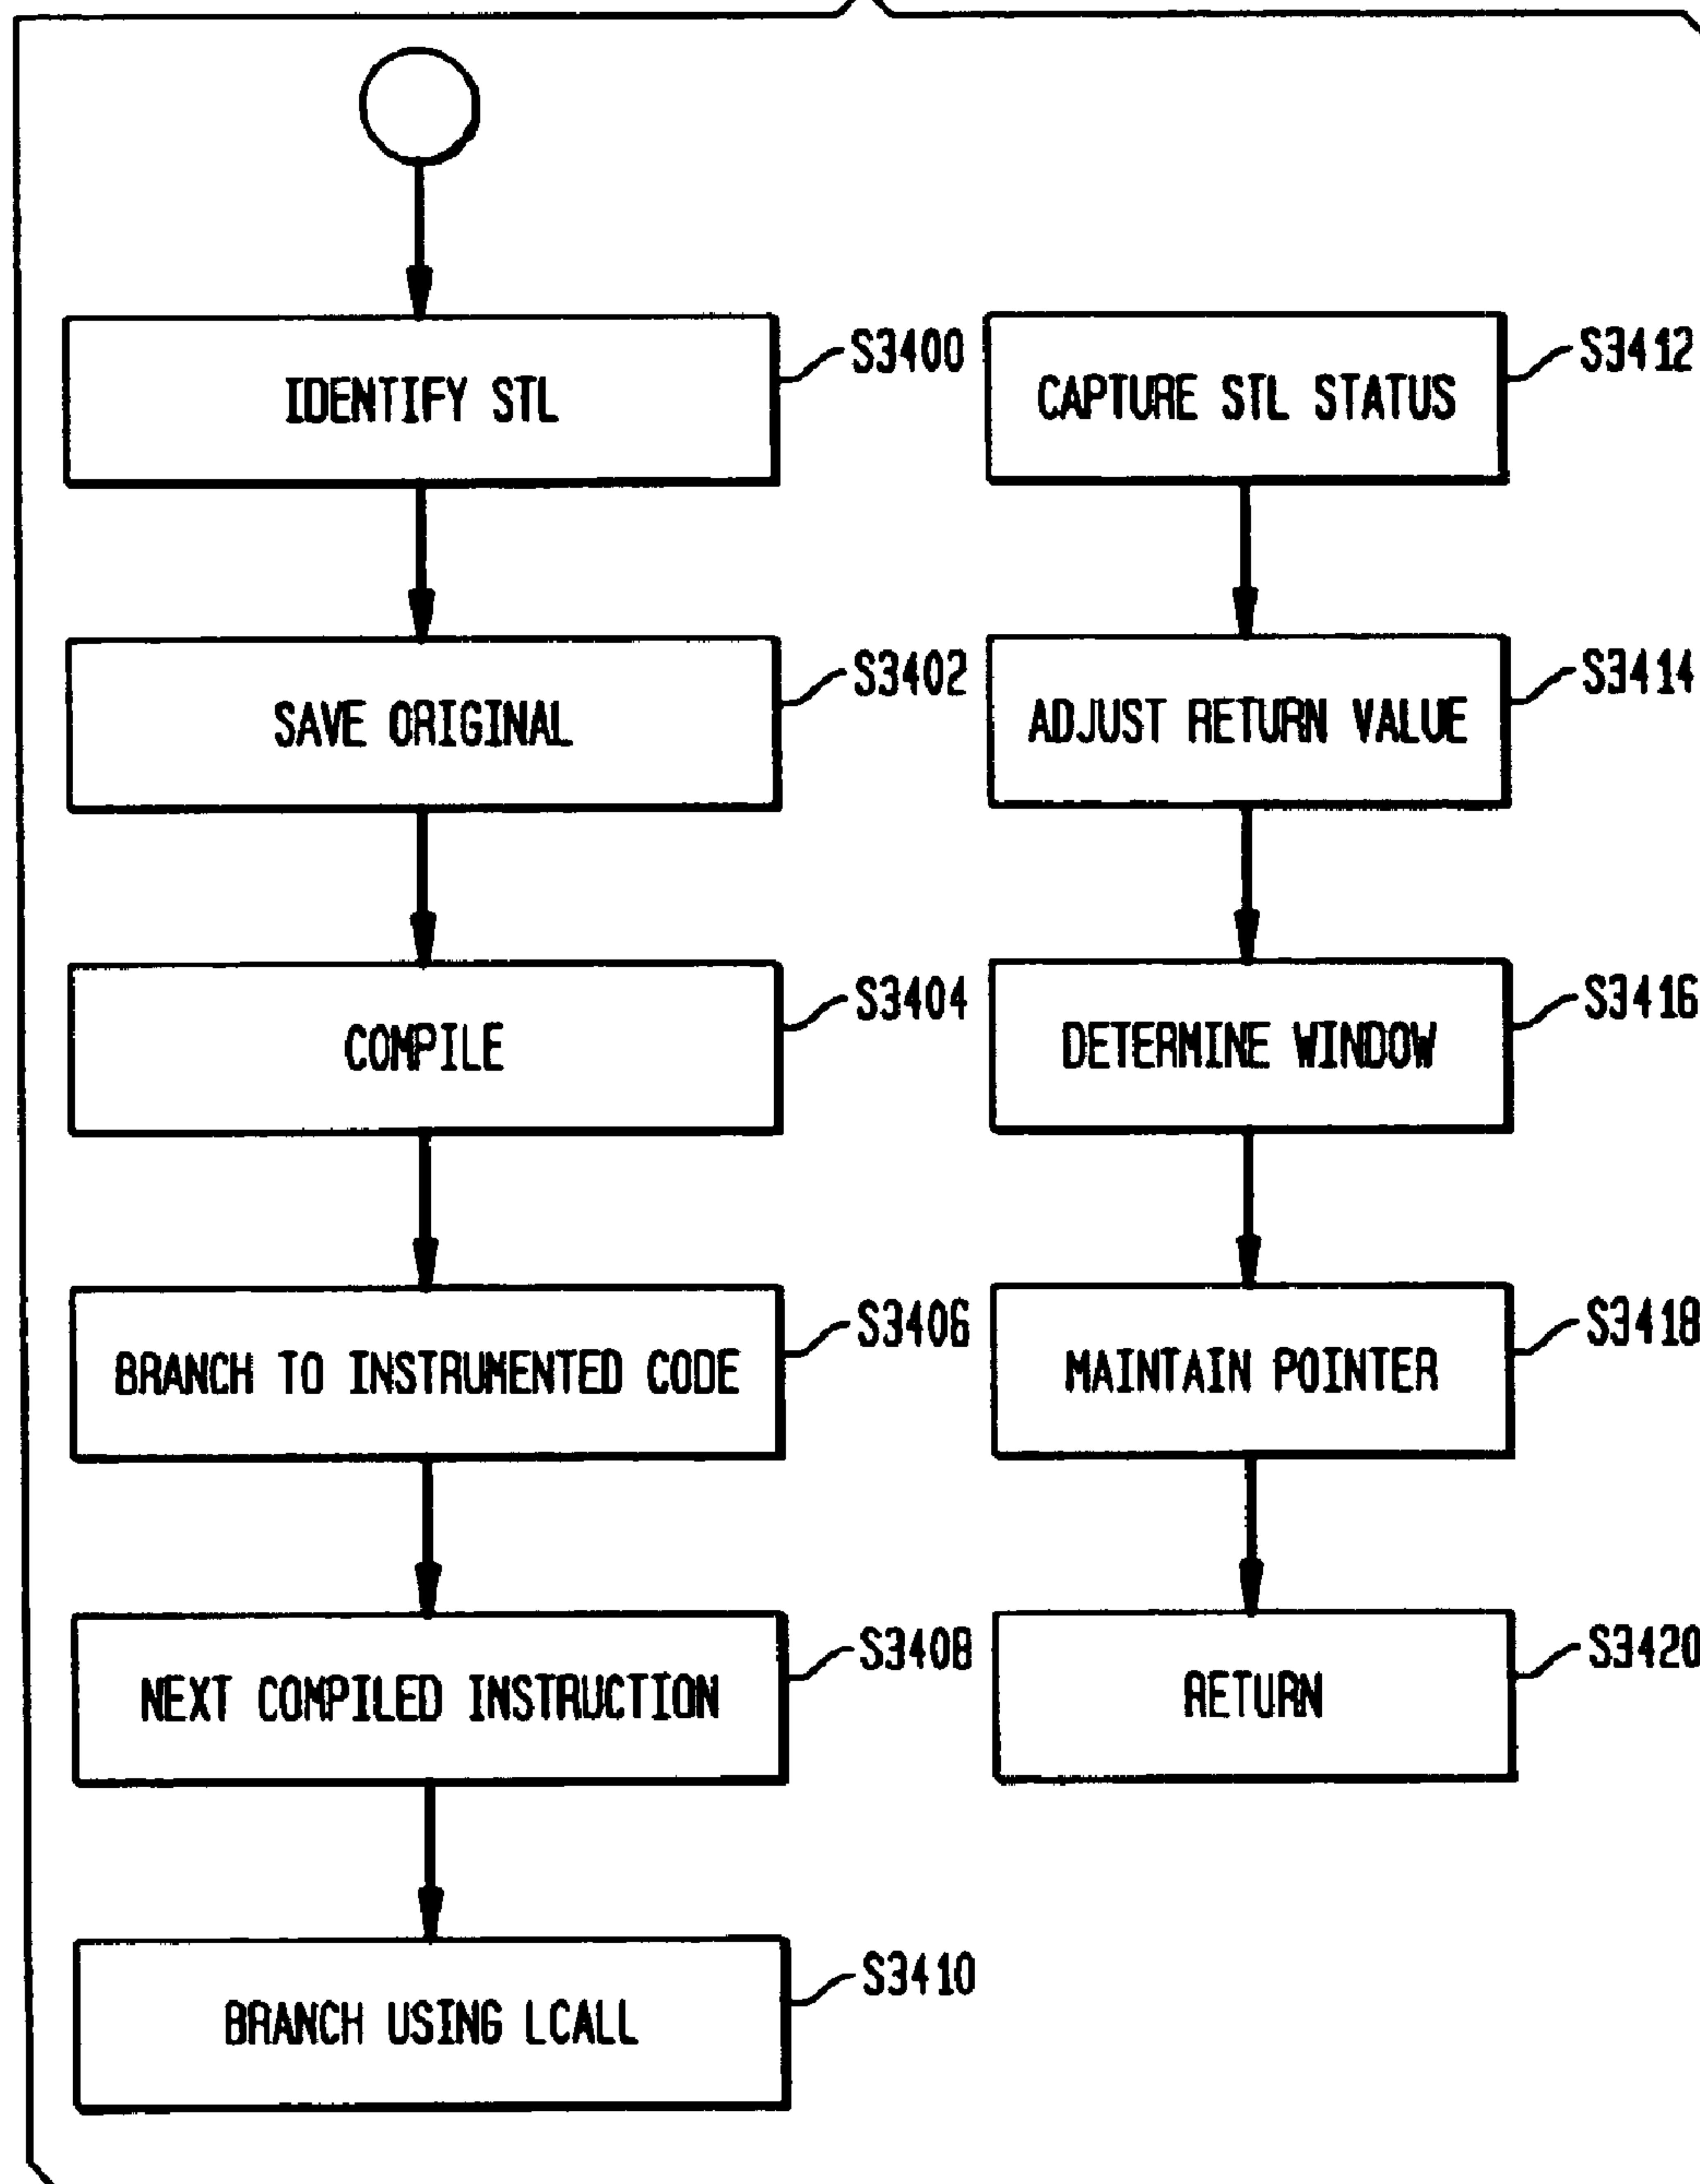 IDENTIFY STL
S3400
SAVE ORIGINAL
S3402
COMPILE
S3404
BRANCH TO INSTRUMENTED CODE
S3406
NEXT COMPILED INSTRUCTION
S3408
BRANCH USING LCALL
S3410
CAPTURE STL STATUS
S3412
ADJUST RETURN VALUE
S3414
DETERMINE WINDOW
S3416
MAINTAIN POINTER
S3418
RETURN
S3420